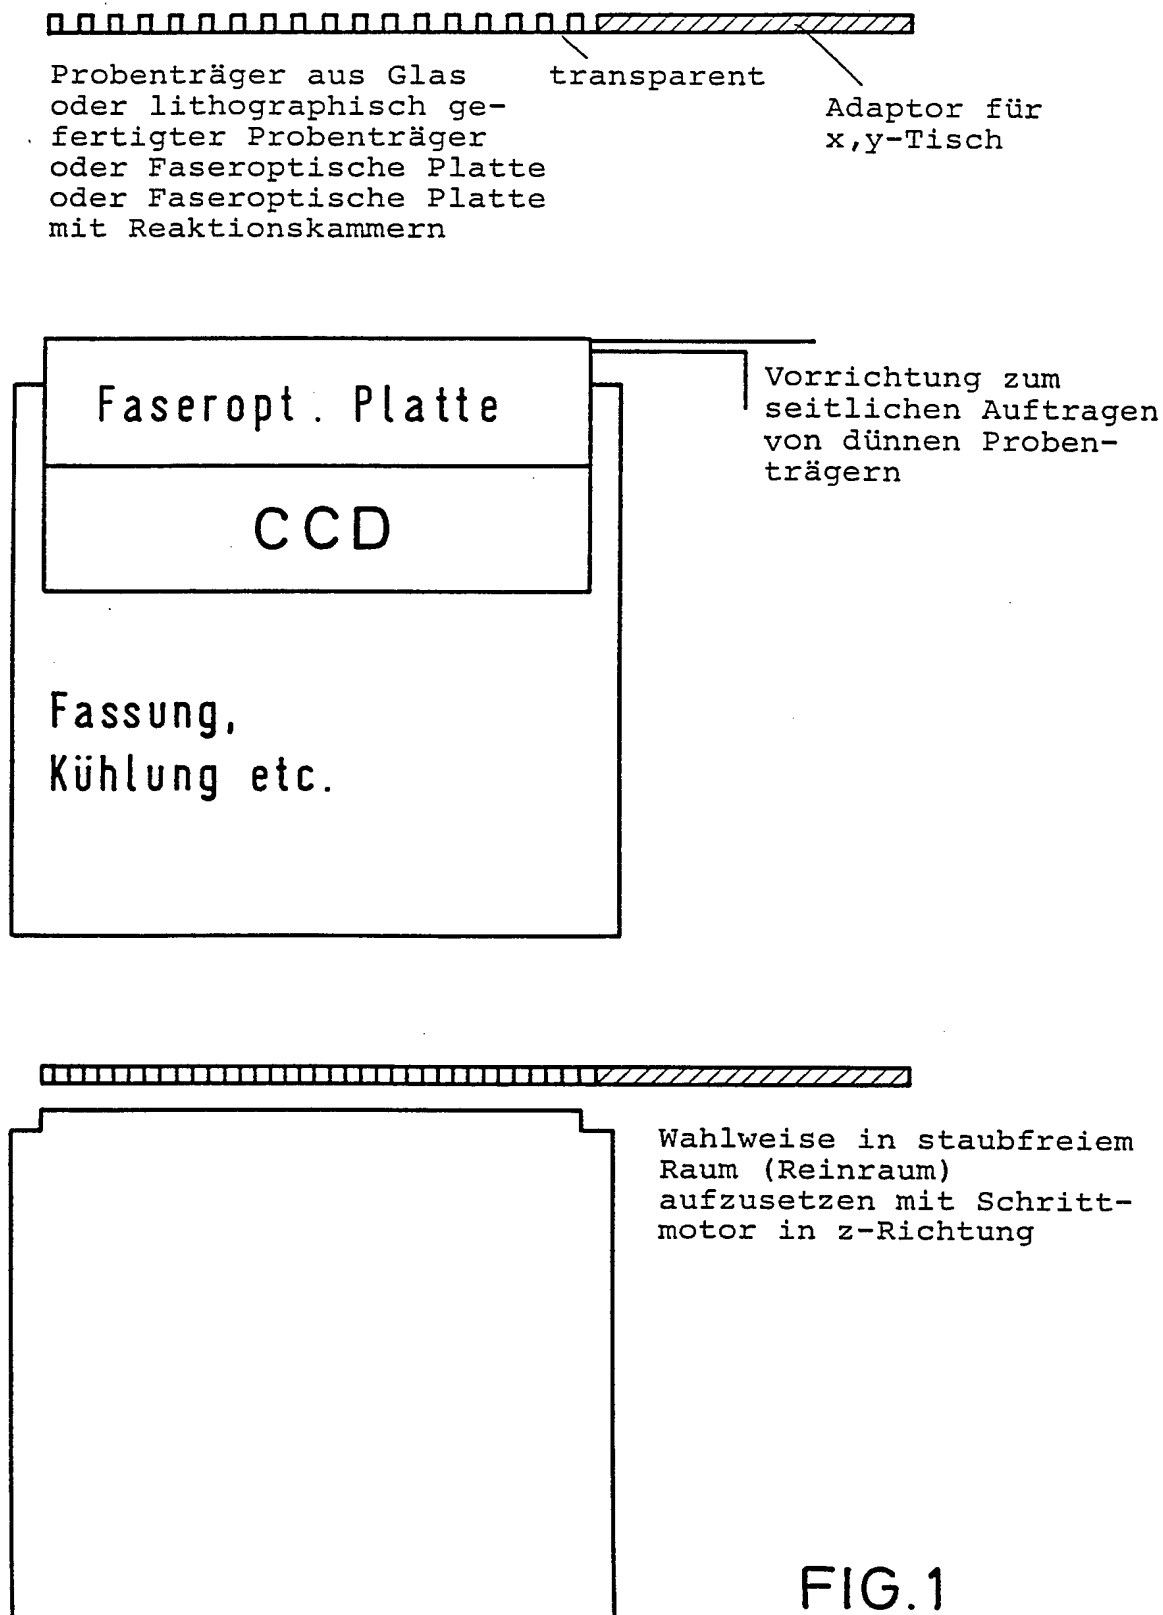 Probenträger aus Glas
oder lithographisch ge-
fertigter Probenträger
oder Faseroptische Platte
oder Faseroptische Platte
mit Reaktionskammern
transparent
Adaptor für
x,y-Tisch
Faseropt. Platte
CCD
Vorrichtung zum
seitlichen Auftragen
von dünnen Proben-
trägern
Fassung,
Kühlung etc.
Wahlweise in staubfreiem
Raum (Reinraum)
aufzusetzen mit Schritt-
motor in z-Richtung
FIG.1